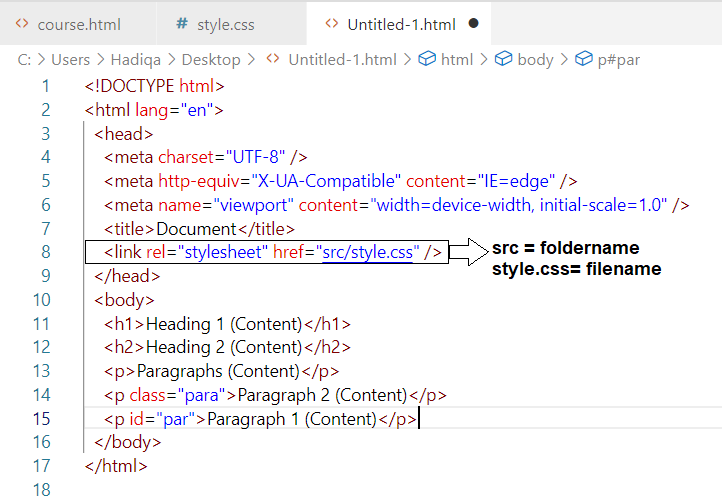 course.html # style.css Untitled-1.html
C: > Users > Hadiqa > Desktop > Untitled-1.html > html > body > p#par
1 <!DOCTYPE html>
2 <html lang="en">
3 <head>
4 <meta charset="UTF-8" />
5 <meta http-equiv="X-UA-Compatible" content="IE=edge" />
6 <meta name="viewport" content="width=device-width, initial-scale=1.0" />
7 <title>Document</title>
8 <link rel="stylesheet" href="src/style.css" /> src = foldername
style.css= filename
9 </head>
10 <body>
11 <h1>Heading 1 (Content)</h1>
12 <h2>Heading 2 (Content)</h2>
13 <p>Paragraphs (Content)</p>
14 <p class="para">Paragraph 2 (Content)</p>
15 <p id="par">Paragraph 1 (Content)</p>
16 </body>
17 </html>
18